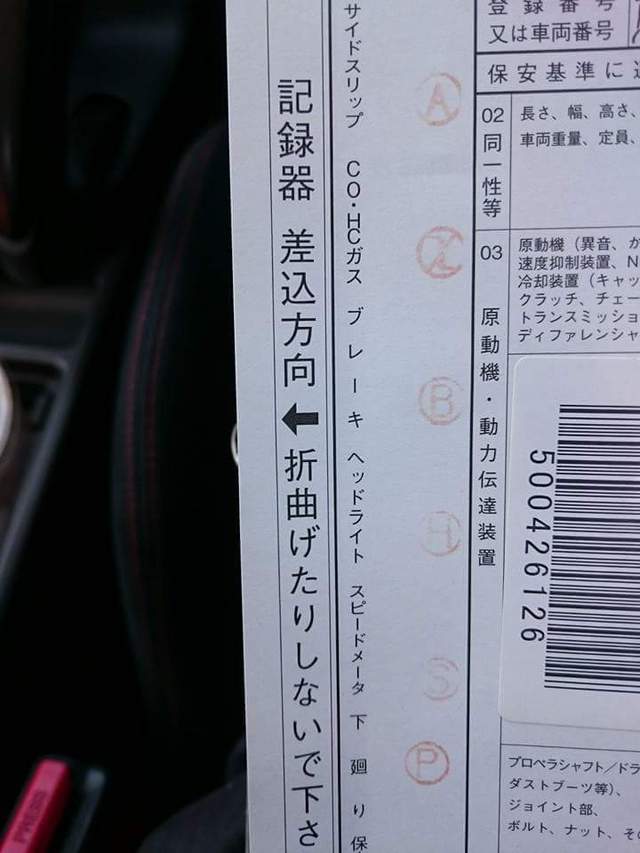 記録器 差込方向 ← 折曲げたりしないで下さ
サイドスリップ
A
CO・HCガス
ブレーキ
B
ヘッドライト
H
スピードメータ
S
下廻り
P
保
登録番号
又は車両番号
保安基準に
02
同一性等
長さ、幅、高さ、
車両重量、定員、
03
原動機・動力伝達装置
原動機（異音、
速度抑制装置、N
冷却装置（キャッ
クラッチ、チェー
トランスミッショ
ディファレンシャ
500426126
プロペラシャフト／ドラ
ダストブーツ等）、
ジョイント部、
ボルト、ナット、その
PRESS